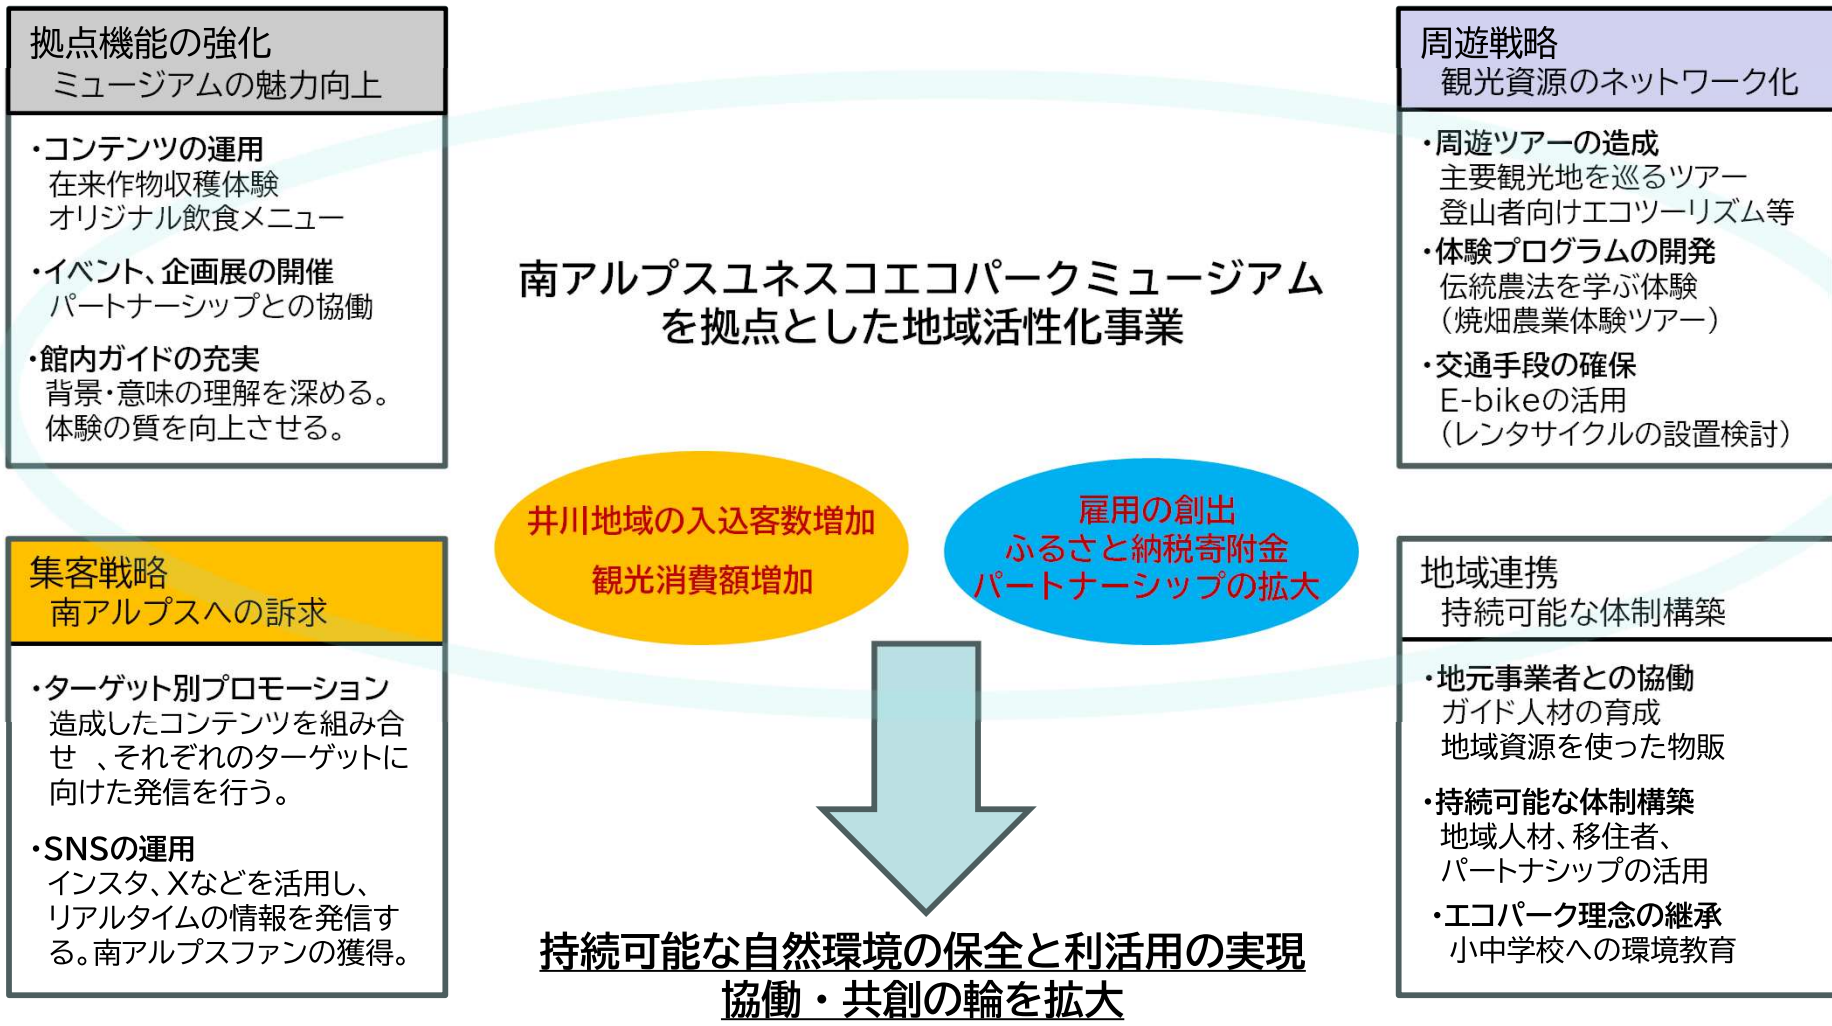 拠点機能の強化
ミュージアムの魅力向上
・コンテンツの運用
在来作物収穫体験
オリジナル飲食メニュー
・イベント、企画展の開催
パートナーシップとの協働
・館内ガイドの充実
背景・意味の理解を深める。
体験の質を向上させる。
周遊戦略
観光資源のネットワーク化
・周遊ツアーの造成
主要観光地を巡るツアー
登山者向けエコツーリズム等
・体験プログラムの開発
伝統農法を学ぶ体験
（焼畑農業体験ツアー）
・交通手段の確保
E-bikeの活用
（レンタサイクルの設置検討）
南アルプスユネスコエコパークミュージアム
を拠点とした地域活性化事業
井川地域の入込客数増加
観光消費額増加
雇用の創出
ふるさと納税寄附金
パートナーシップの拡大
集客戦略
南アルプスへの訴求
・ターゲット別プロモーション
造成したコンテンツを組み合
せ 、それぞれのターゲットに
向けた発信を行う。
・SNSの運用
インスタ、Xなどを活用し、
リアルタイムの情報を発信す
る。南アルプスファンの獲得。
地域連携
持続可能な体制構築
・地元事業者との協働
ガイド人材の育成
地域資源を使った物販
・持続可能な体制構築
地域人材、移住者、
パートナシップの活用
・エコパーク理念の継承
小中学校への環境教育
持続可能な自然環境の保全と利活用の実現
協働・共創の輪を拡大